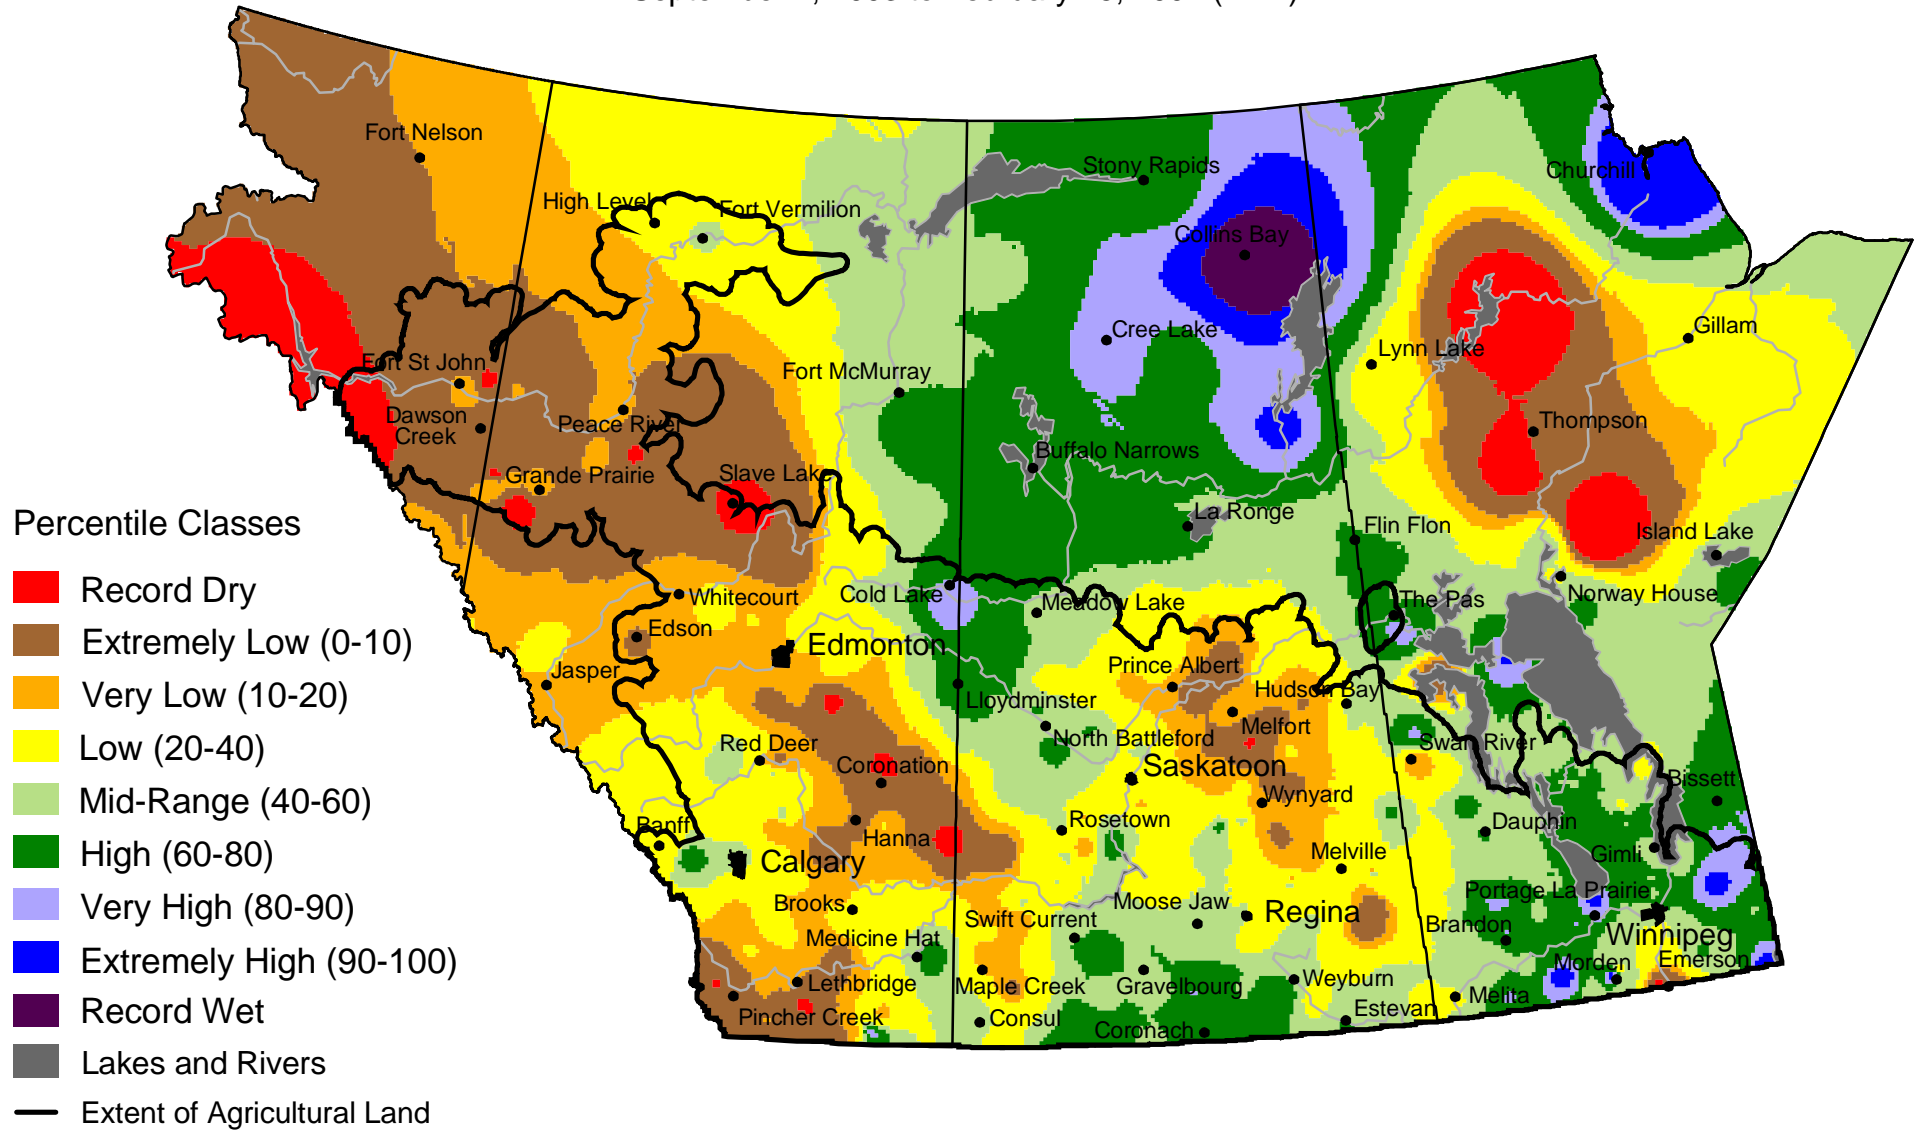 Fort Nelson
High Level
Fort Vermilion
Stony Rapids
Churchill
Collins Bay
Cree Lake
Gillam
Lynn Lake
Fort St John
Fort McMurray
Dawson
Creek
Peace River
Thompson
Buffalo Narrows
Grande Prairie
Slave Lake
La Ronge
Flin Flon
Island Lake
Percentile Classes
Record Dry
Extremely Low (0-10)
Very Low (10-20)
Low (20-40)
Mid-Range (40-60)
High (60-80)
Very High (80-90)
Extremely High (90-100)
Record Wet
Lakes and Rivers
Extent of Agricultural Land
Whitecourt
Cold Lake
Meadow Lake
The Pas
Norway House
Edson
Edmonton
Jasper
Prince Albert
Hudson Bay
Lloydminster
Melfort
North Battleford
Red Deer
Swan River
Coronation
Saskatoon
Bissett
Wynyard
Banff
Hanna
Rosetown
Dauphin
Calgary
Melville
Gimli
Brooks
Moose Jaw
Portage La Prairie
Swift Current
Regina
Brandon
Medicine Hat
Winnipeg
Lethbridge
Maple Creek
Gravelbourg
Weyburn
Morden
Emerson
Pincher Creek
Consul
Coronach
Estevan
Melita